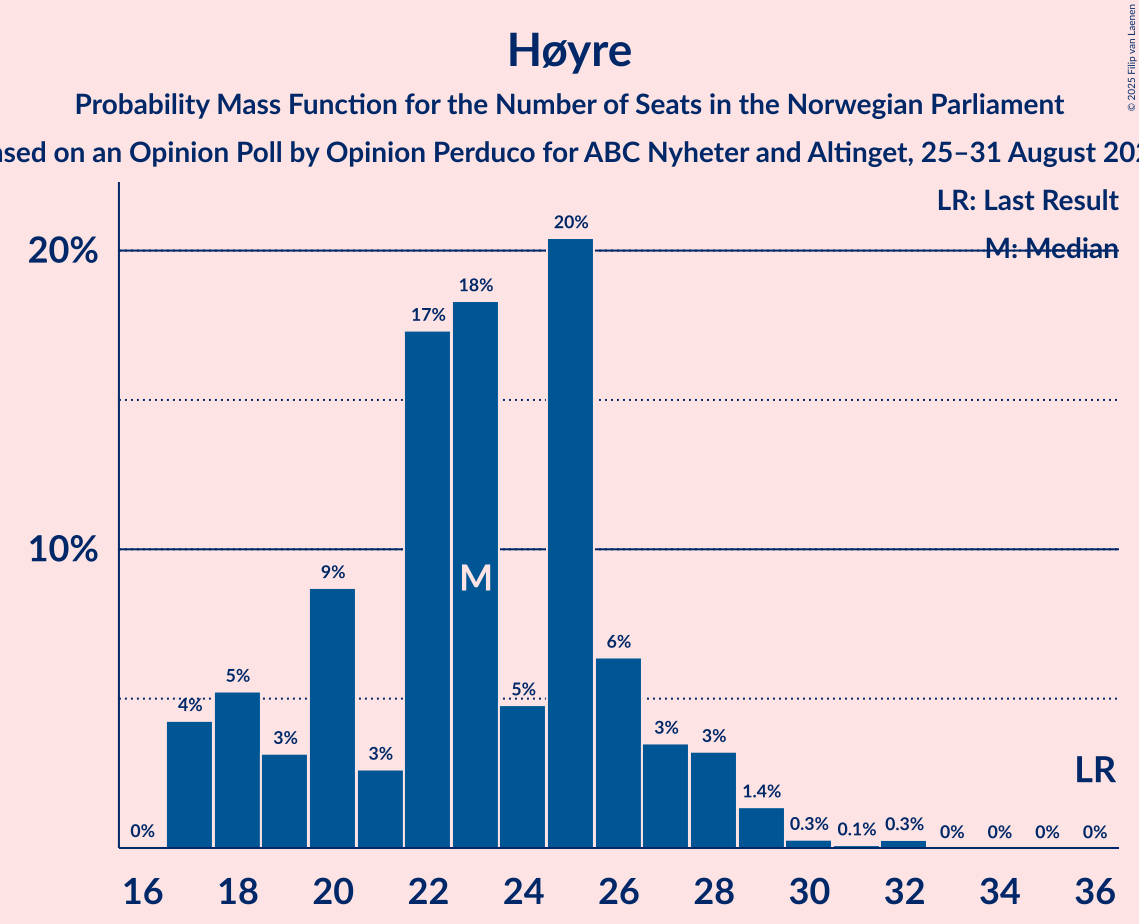 Høyre
Probability Mass Function for the Number of Seats in the Norwegian Parliament
on an Opinion Poll by Opinion Perduco for ABC Nyheter and Altinget, 25–31 August
© 2025 Filip van Laenen
LR: Last Result
M: Median
20%
10%
0%
4%
5%
3%
9%
3%
17%
18%
5%
20%
6%
3%
3%
1.4%
0.3%
0.1%
0.3%
0%
0%
0%
0%
M
LR
16 18 20 22 24 26 28 30 32 34 36